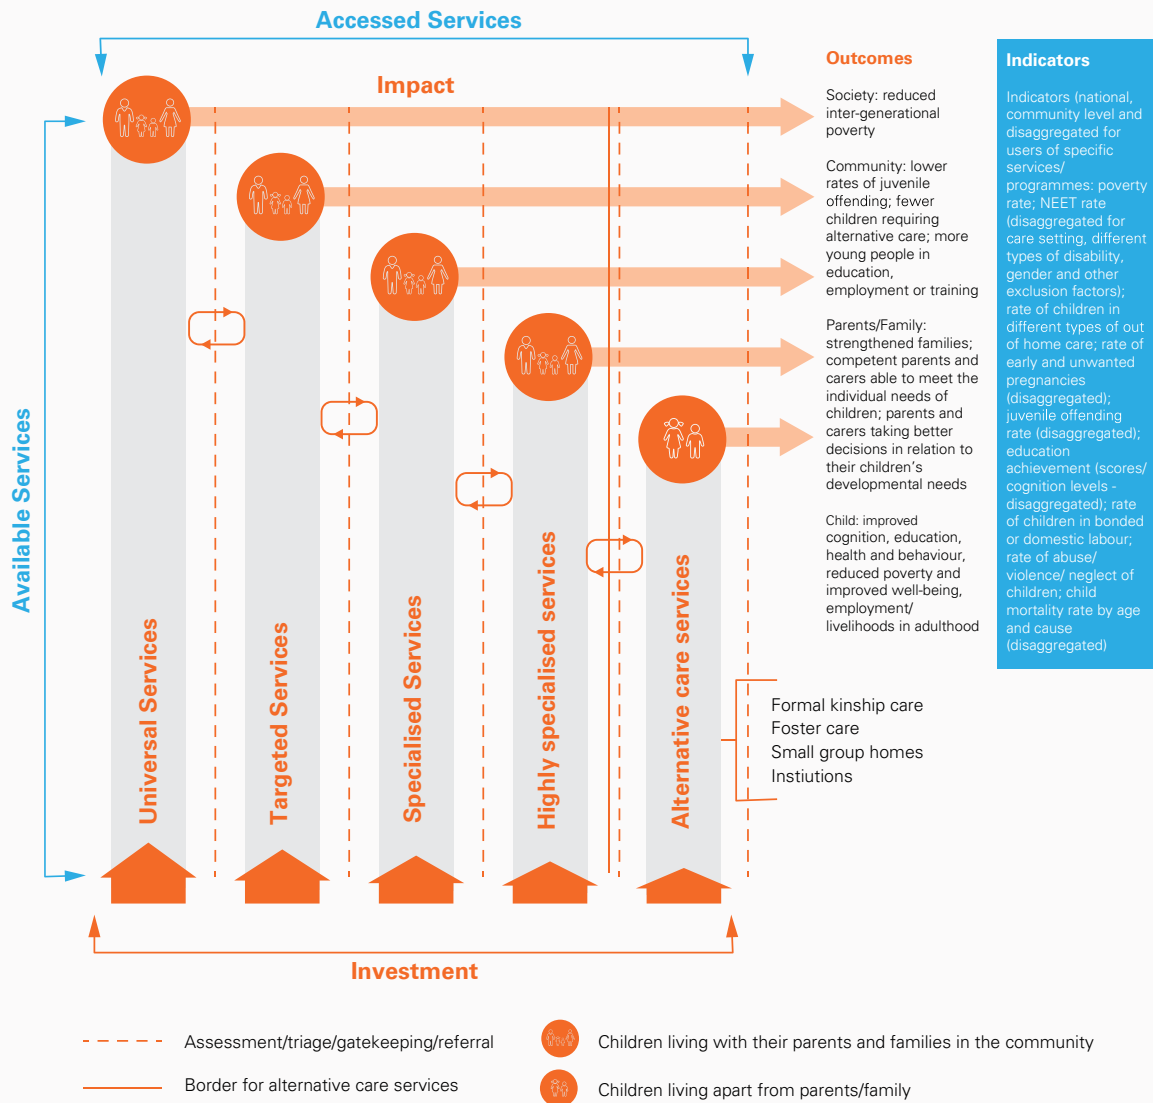 Accessed Services
Impact
Available Services
Universal Services
Targeted Services
Specialised Services
Highly specialised services
Alternative care services
Outcomes
Society: reduced
inter-generational
poverty
Community: lower
rates of juvenile
offending; fewer
children requiring
alternative care; more
young people in
education,
employment or training
Parents/Family:
strengthened families;
competent parents and
carers able to meet the
individual needs of
children; parents and
carers taking better
decisions in relation to
their children’s
developmental needs
Child: improved
cognition, education,
health and behaviour,
reduced poverty and
improved well-being,
employment/
livelihoods in adulthood
Indicators
Indicators (national,
community level and
disaggregated for
users of specific
services/
programmes: poverty
rate; NEET rate
(disaggregated for
care setting, different
types of disability,
gender and other
exclusion factors);
rate of children in
different types of out
of home care; rate of
early and unwanted
pregnancies
(disaggregated);
juvenile offending
rate (disaggregated);
education
achievement (scores/
cognition levels -
disaggregated); rate
of children in bonded
or domestic labour;
rate of abuse/
violence/ neglect of
children; child
mortality rate by age
and cause
(disaggregated)
Formal kinship care
Foster care
Small group homes
Instiutions
Investment
Assessment/triage/gatekeeping/referral
Border for alternative care services
Children living with their parents and families in the community
Children living apart from parents/family